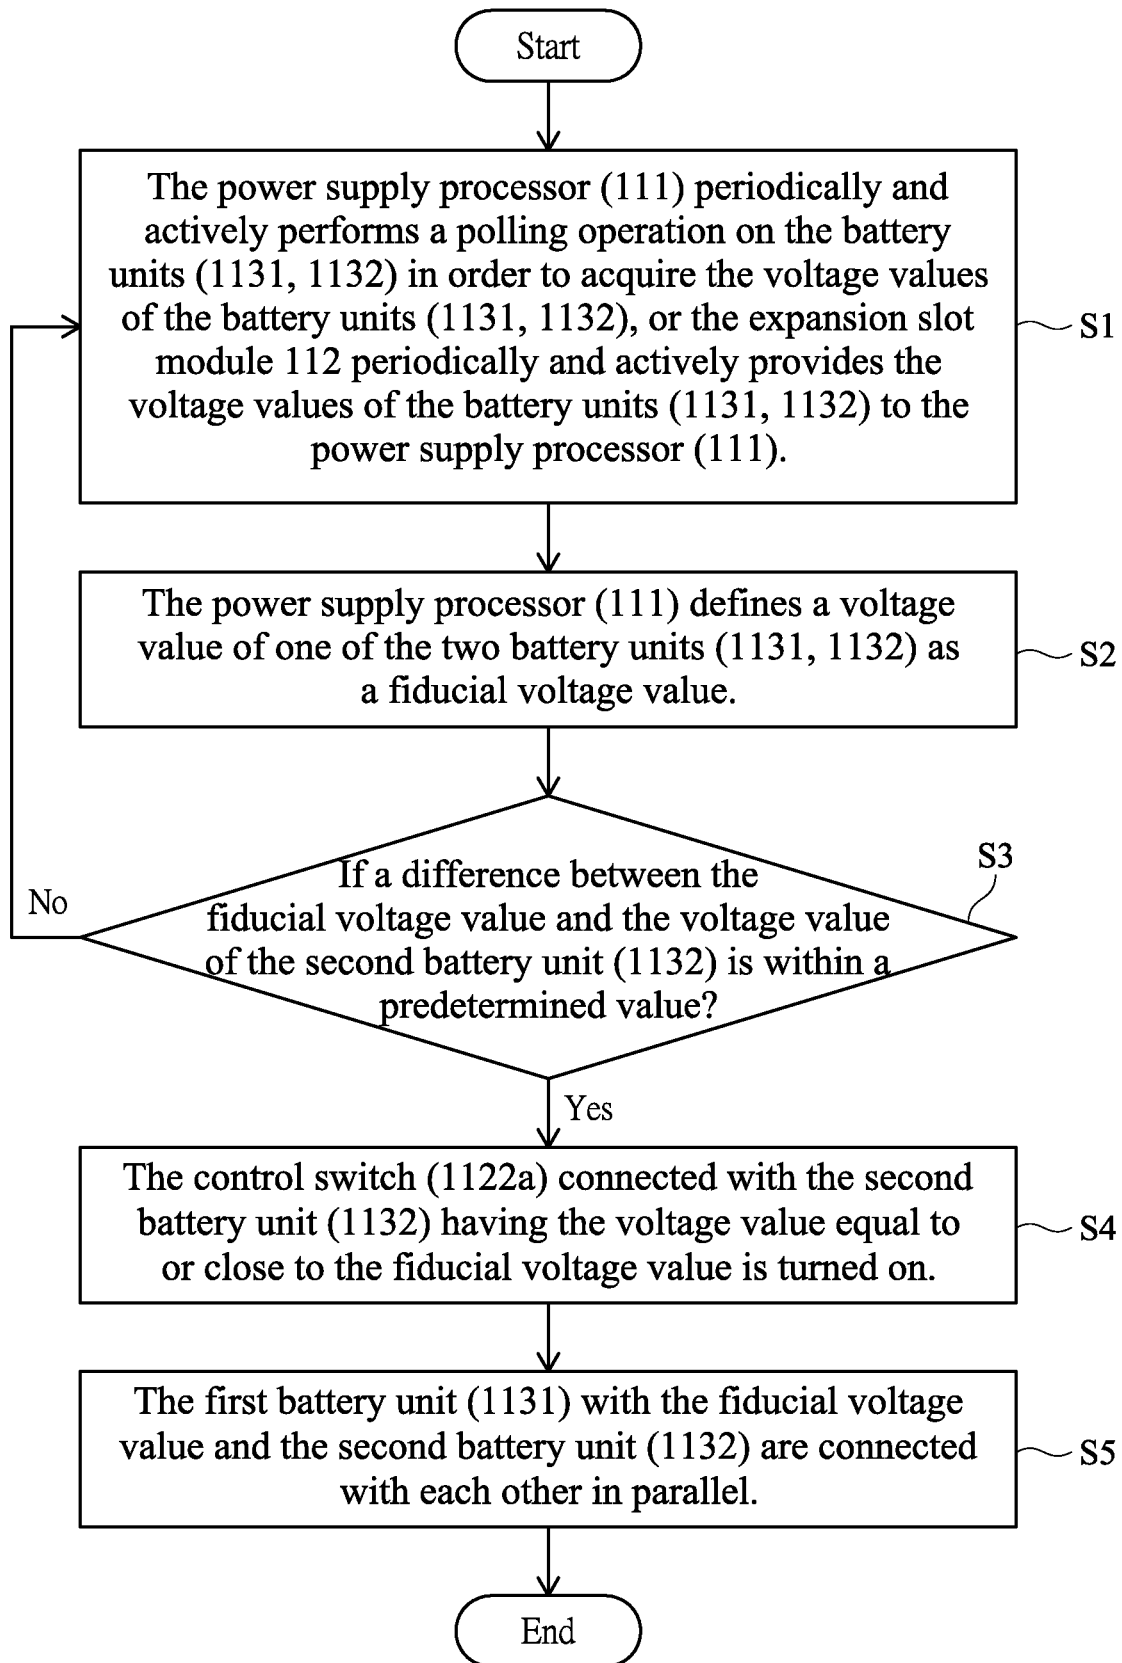 Start
The power supply processor (111) periodically and
actively performs a polling operation on the battery
units (1131, 1132) in order to acquire the voltage values
of the battery units (1131, 1132), or the expansion slot
module 112 periodically and actively provides the
voltage values of the battery units (1131, 1132) to the
power supply processor (111).
S1
The power supply processor (111) defines a voltage
value of one of the two battery units (1131, 1132) as
a fiducial voltage value.
S2
If a difference between the
fiducial voltage value and the voltage value
of the second battery unit (1132) is within a
predetermined value?
S3
No
Yes
The control switch (1122a) connected with the second
battery unit (1132) having the voltage value equal to
or close to the fiducial voltage value is turned on.
S4
The first battery unit (1131) with the fiducial voltage
value and the second battery unit (1132) are connected
with each other in parallel.
S5
End